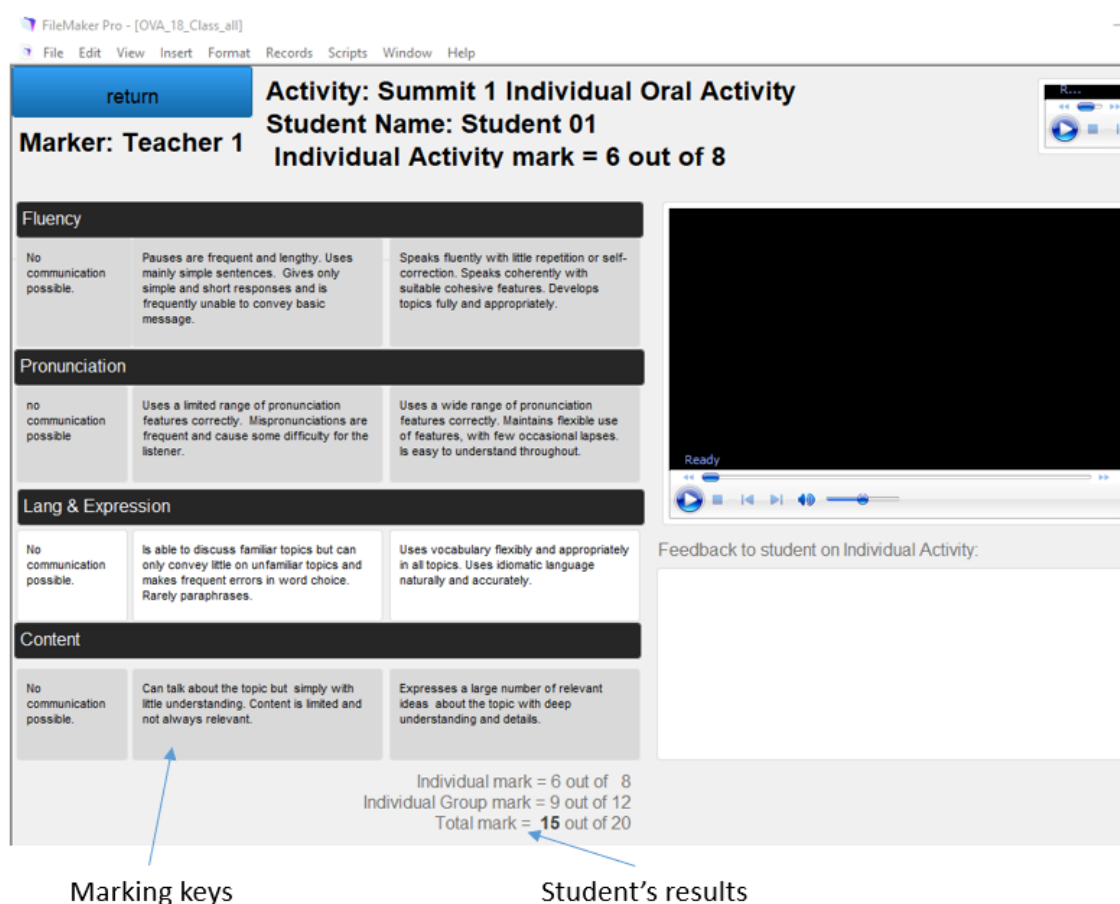 FileMaker Pro - [OVA_18_Class_all]
File Edit View Insert Format Records Scripts Window Help
return
Marker: Teacher 1
Activity: Summit 1 Individual Oral Activity
Student Name: Student 01
Individual Activity mark = 6 out of 8
R...
Fluency
No
communication
possible.
Pauses are frequent and lengthy. Uses
mainly simple sentences. Gives only
simple and short responses and is
frequently unable to convey basic
message.
Speaks fluently with little repetition or self-
correction. Speaks coherently with
suitable cohesive features. Develops
topics fully and appropriately.
Pronunciation
no
communication
possible
Uses a limited range of pronunciation
features correctly. Mispronunciations are
frequent and cause some difficulty for the
listener.
Uses a wide range of pronunciation
features correctly. Maintains flexible use
of features, with few occasional lapses.
Is easy to understand throughout.
Lang & Expression
No
communication
possible.
Is able to discuss familiar topics but can
only convey little on unfamiliar topics and
makes frequent errors in word choice.
Rarely paraphrases.
Uses vocabulary flexibly and appropriately
in all topics. Uses idiomatic language
naturally and accurately.
Content
No
communication
possible.
Can talk about the topic but simply with
little understanding. Content is limited and
not always relevant.
Expresses a large number of relevant
ideas about the topic with deep
understanding and details.
Individual mark = 6 out of 8
Individual Group mark = 9 out of 12
Total mark = 15 out of 20
Ready
Feedback to student on Individual Activity:
Marking keys
Student's results